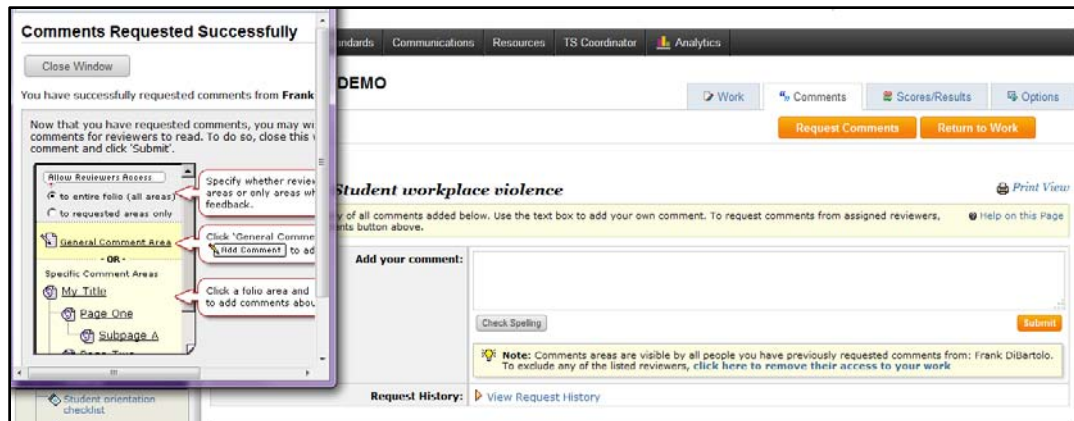 Comments Requested Successfully
Close Window
You have successfully requested comments from Frank
Now that you have requested comments, you may
comments for reviewers to read. To do so, close this
comment and click 'Submit'.
Allow Reviewers Access
to entire folio (all areas)
to requested areas only
General Comment Area
- OR -
Specific Comment Areas
My Title
Page One
Subpage A
Specify whether
areas or only areas
feedback.
Click 'General
Add Comment to
Click a folio area and
to add comments
Student orientation
checklist
Communications Resources TS Coordinator Analytics
DEMO
Work Comments Scores/Results Options
Request Comments Return to Work
Student workplace violence
Print View
of all comments added below. Use the text box to add your own comment. To request comments from assigned reviewers,
button above.
Help on this Page
Add your comment:
Check Spelling
Submit
Note: Comments areas are visible by all people you have previously requested comments from: Frank DiBartolo.
To exclude any of the listed reviewers, click here to remove their access to your work
Request History:
View Request History